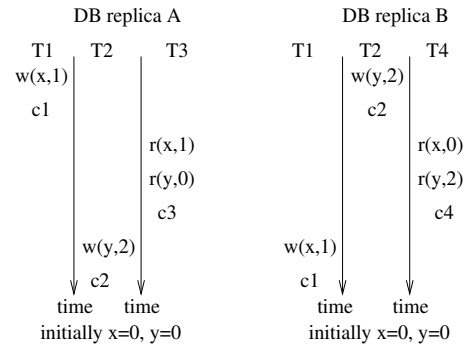 DB replica A
T1 T2 T3
w(x,1)
c1
r(x,1)
r(y,0)
c3
w(y,2)
c2
time time
initially x=0, y=0
DB replica B
T1 T2 T4
w(y,2)
c2
r(x,0)
r(y,2)
c4
w(x,1)
c1
time time
initially x=0, y=0